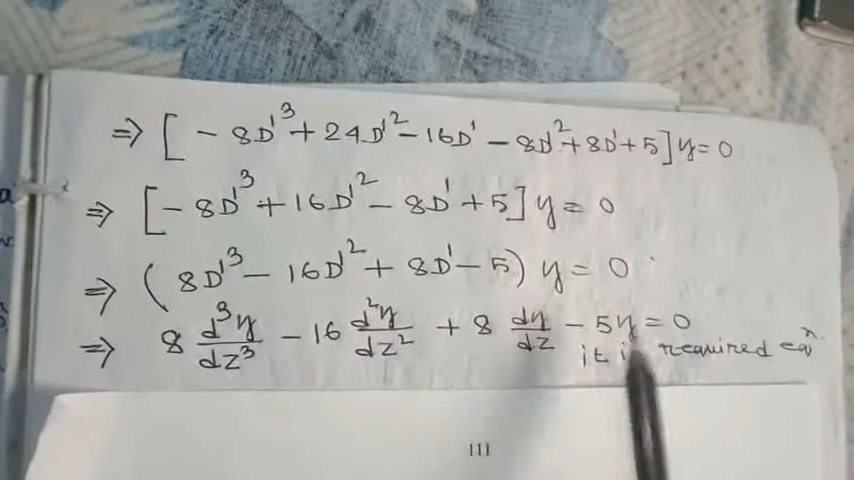 ⇒ [ - 8D'³ + 24D'² - 16D' - 8D'² + 8D' + 5 ] y = 0
⇒ [ - 8D'³ + 16D'² - 8D' + 5 ] y = 0
⇒ ( 8D'³ - 16D'² + 8D' - 5 ) y = 0
⇒ 8 d³y/dz³ - 16 d²y/dz² + 8 dy/dz - 5y = 0
it required eqⁿ.
111